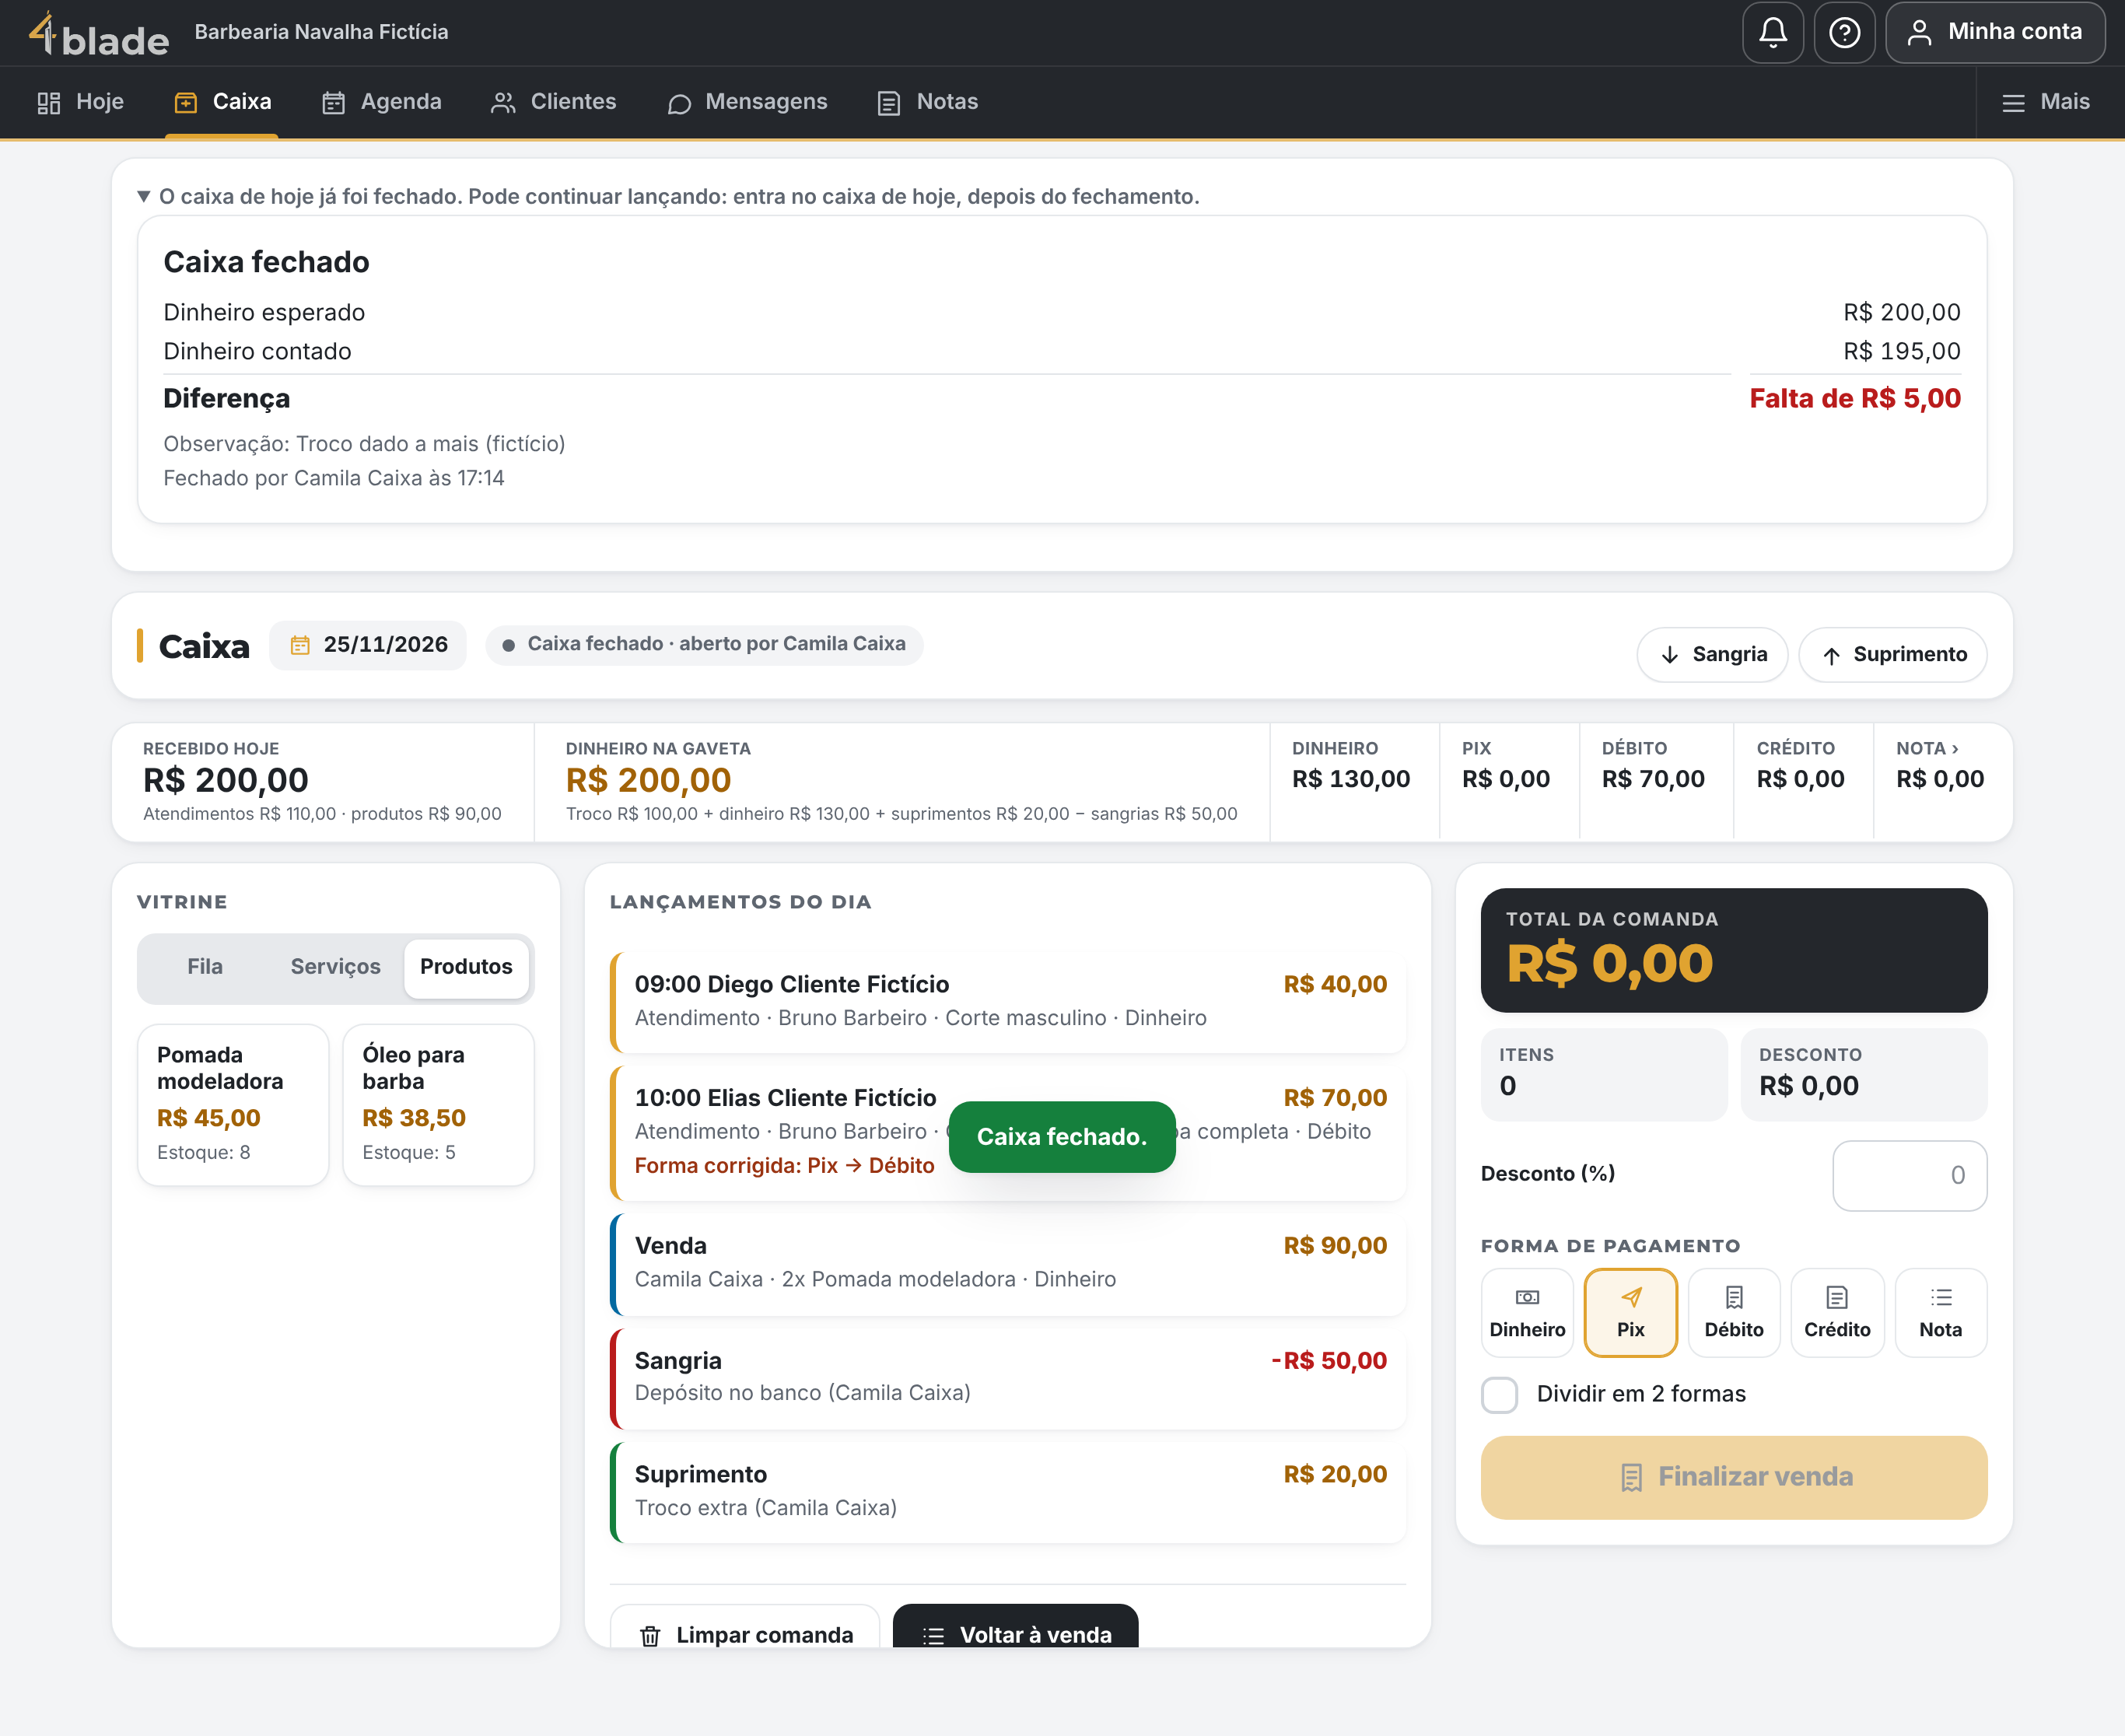 4blade
Barbearia Navalha Fictícia
Minha conta
Hoje
Caixa
Agenda
Clientes
Mensagens
Notas
Mais
▼ O caixa de hoje já foi fechado. Pode continuar lançando: entra no caixa de hoje, depois do fechamento.
Caixa fechado
Dinheiro esperado R$ 200,00
Dinheiro contado R$ 195,00
Diferença Falta de R$ 5,00
Observação: Troco dado a mais (fictício)
Fechado por Camila Caixa às 17:14
Caixa
25/11/2026
Caixa fechado · aberto por Camila Caixa
Sangria
Suprimento
RECEBIDO HOJE
R$ 200,00
Atendimentos R$ 110,00 · produtos R$ 90,00
DINHEIRO NA GAVETA
R$ 200,00
Troco R$ 100,00 + dinheiro R$ 130,00 + suprimentos R$ 20,00 − sangrias R$ 50,00
DINHEIRO
R$ 130,00
PIX
R$ 0,00
DÉBITO
R$ 70,00
CRÉDITO
R$ 0,00
NOTA ›
R$ 0,00
VITRINE
Fila
Serviços
Produtos
Pomada
modeladora
R$ 45,00
Estoque: 8
Óleo para
barba
R$ 38,50
Estoque: 5
LANÇAMENTOS DO DIA
09:00 Diego Cliente Fictício R$ 40,00
Atendimento · Bruno Barbeiro · Corte masculino · Dinheiro
10:00 Elias Cliente Fictício R$ 70,00
Atendimento · Bruno Barbeiro · completa · Débito
Forma corrigida: Pix → Débito
Caixa fechado.
Venda R$ 90,00
Camila Caixa · 2x Pomada modeladora · Dinheiro
Sangria -R$ 50,00
Depósito no banco (Camila Caixa)
Suprimento R$ 20,00
Troco extra (Camila Caixa)
Limpar comanda
Voltar à venda
TOTAL DA COMANDA
R$ 0,00
ITENS
0
DESCONTO
R$ 0,00
Desconto (%) 0
FORMA DE PAGAMENTO
Dinheiro
Pix
Débito
Crédito
Nota
Dividir em 2 formas
Finalizar venda